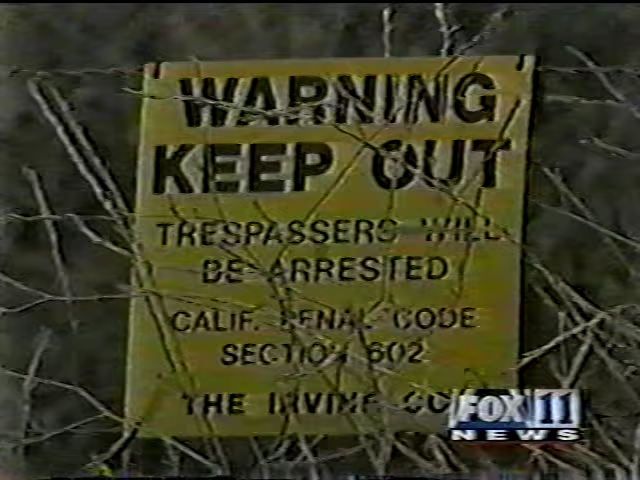 WARNING
KEEP OUT
TRESPASSERS WILL
BE ARRESTED
CALIF. PENAL CODE
SECTION 602
THE IRVINE
FOX 11
NEWS